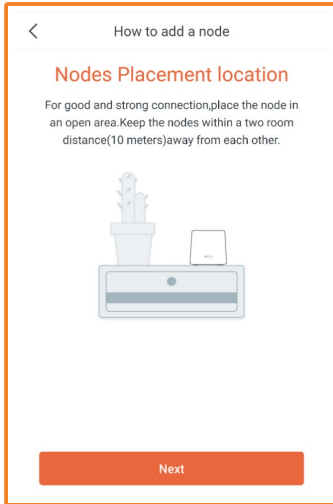 How to add a node
Nodes Placement location
For good and strong connection,place the node in
an open area.Keep the nodes within a two room
distance(10 meters)away from each other.
Next